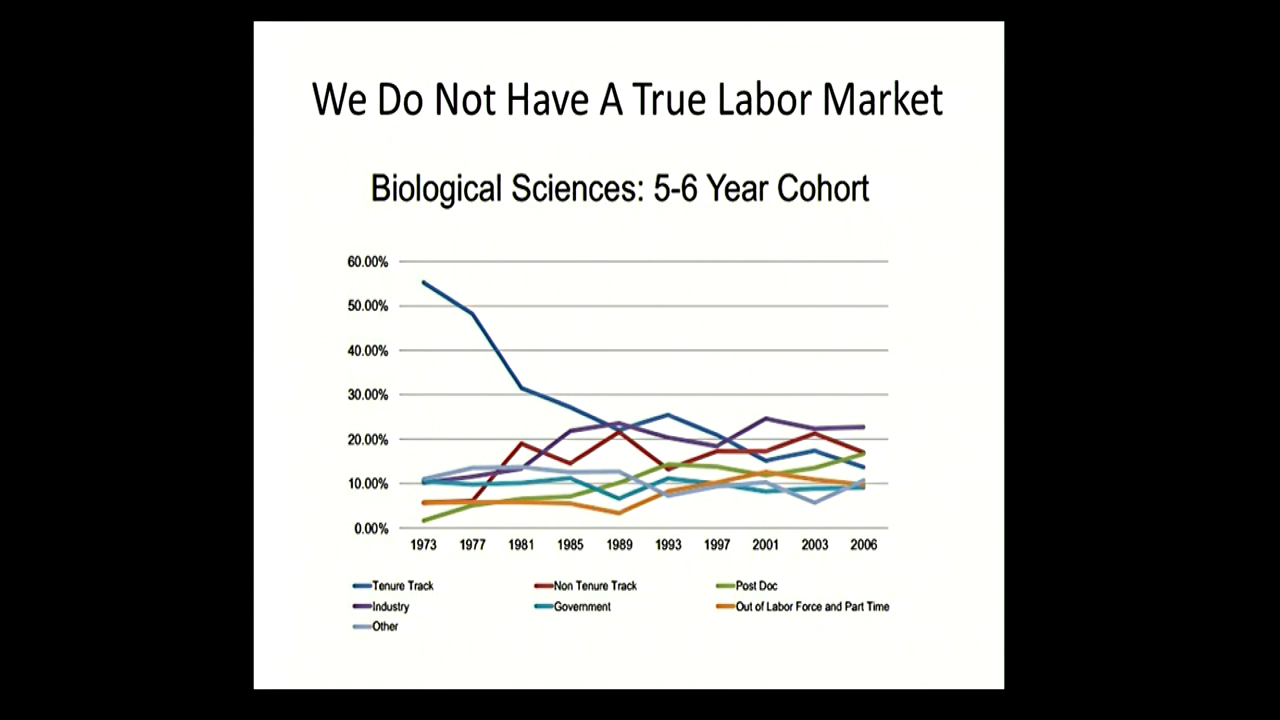 We Do Not Have A True Labor Market
Biological Sciences: 5-6 Year Cohort
60.00%
50.00%
40.00%
30.00%
20.00%
10.00%
0.00%
1973 1977 1981 1985 1989 1993 1997 2001 2003 2006
Tenure Track Non Tenure Track Post Doc
Industry Government Out of Labor Force and Part Time
Other